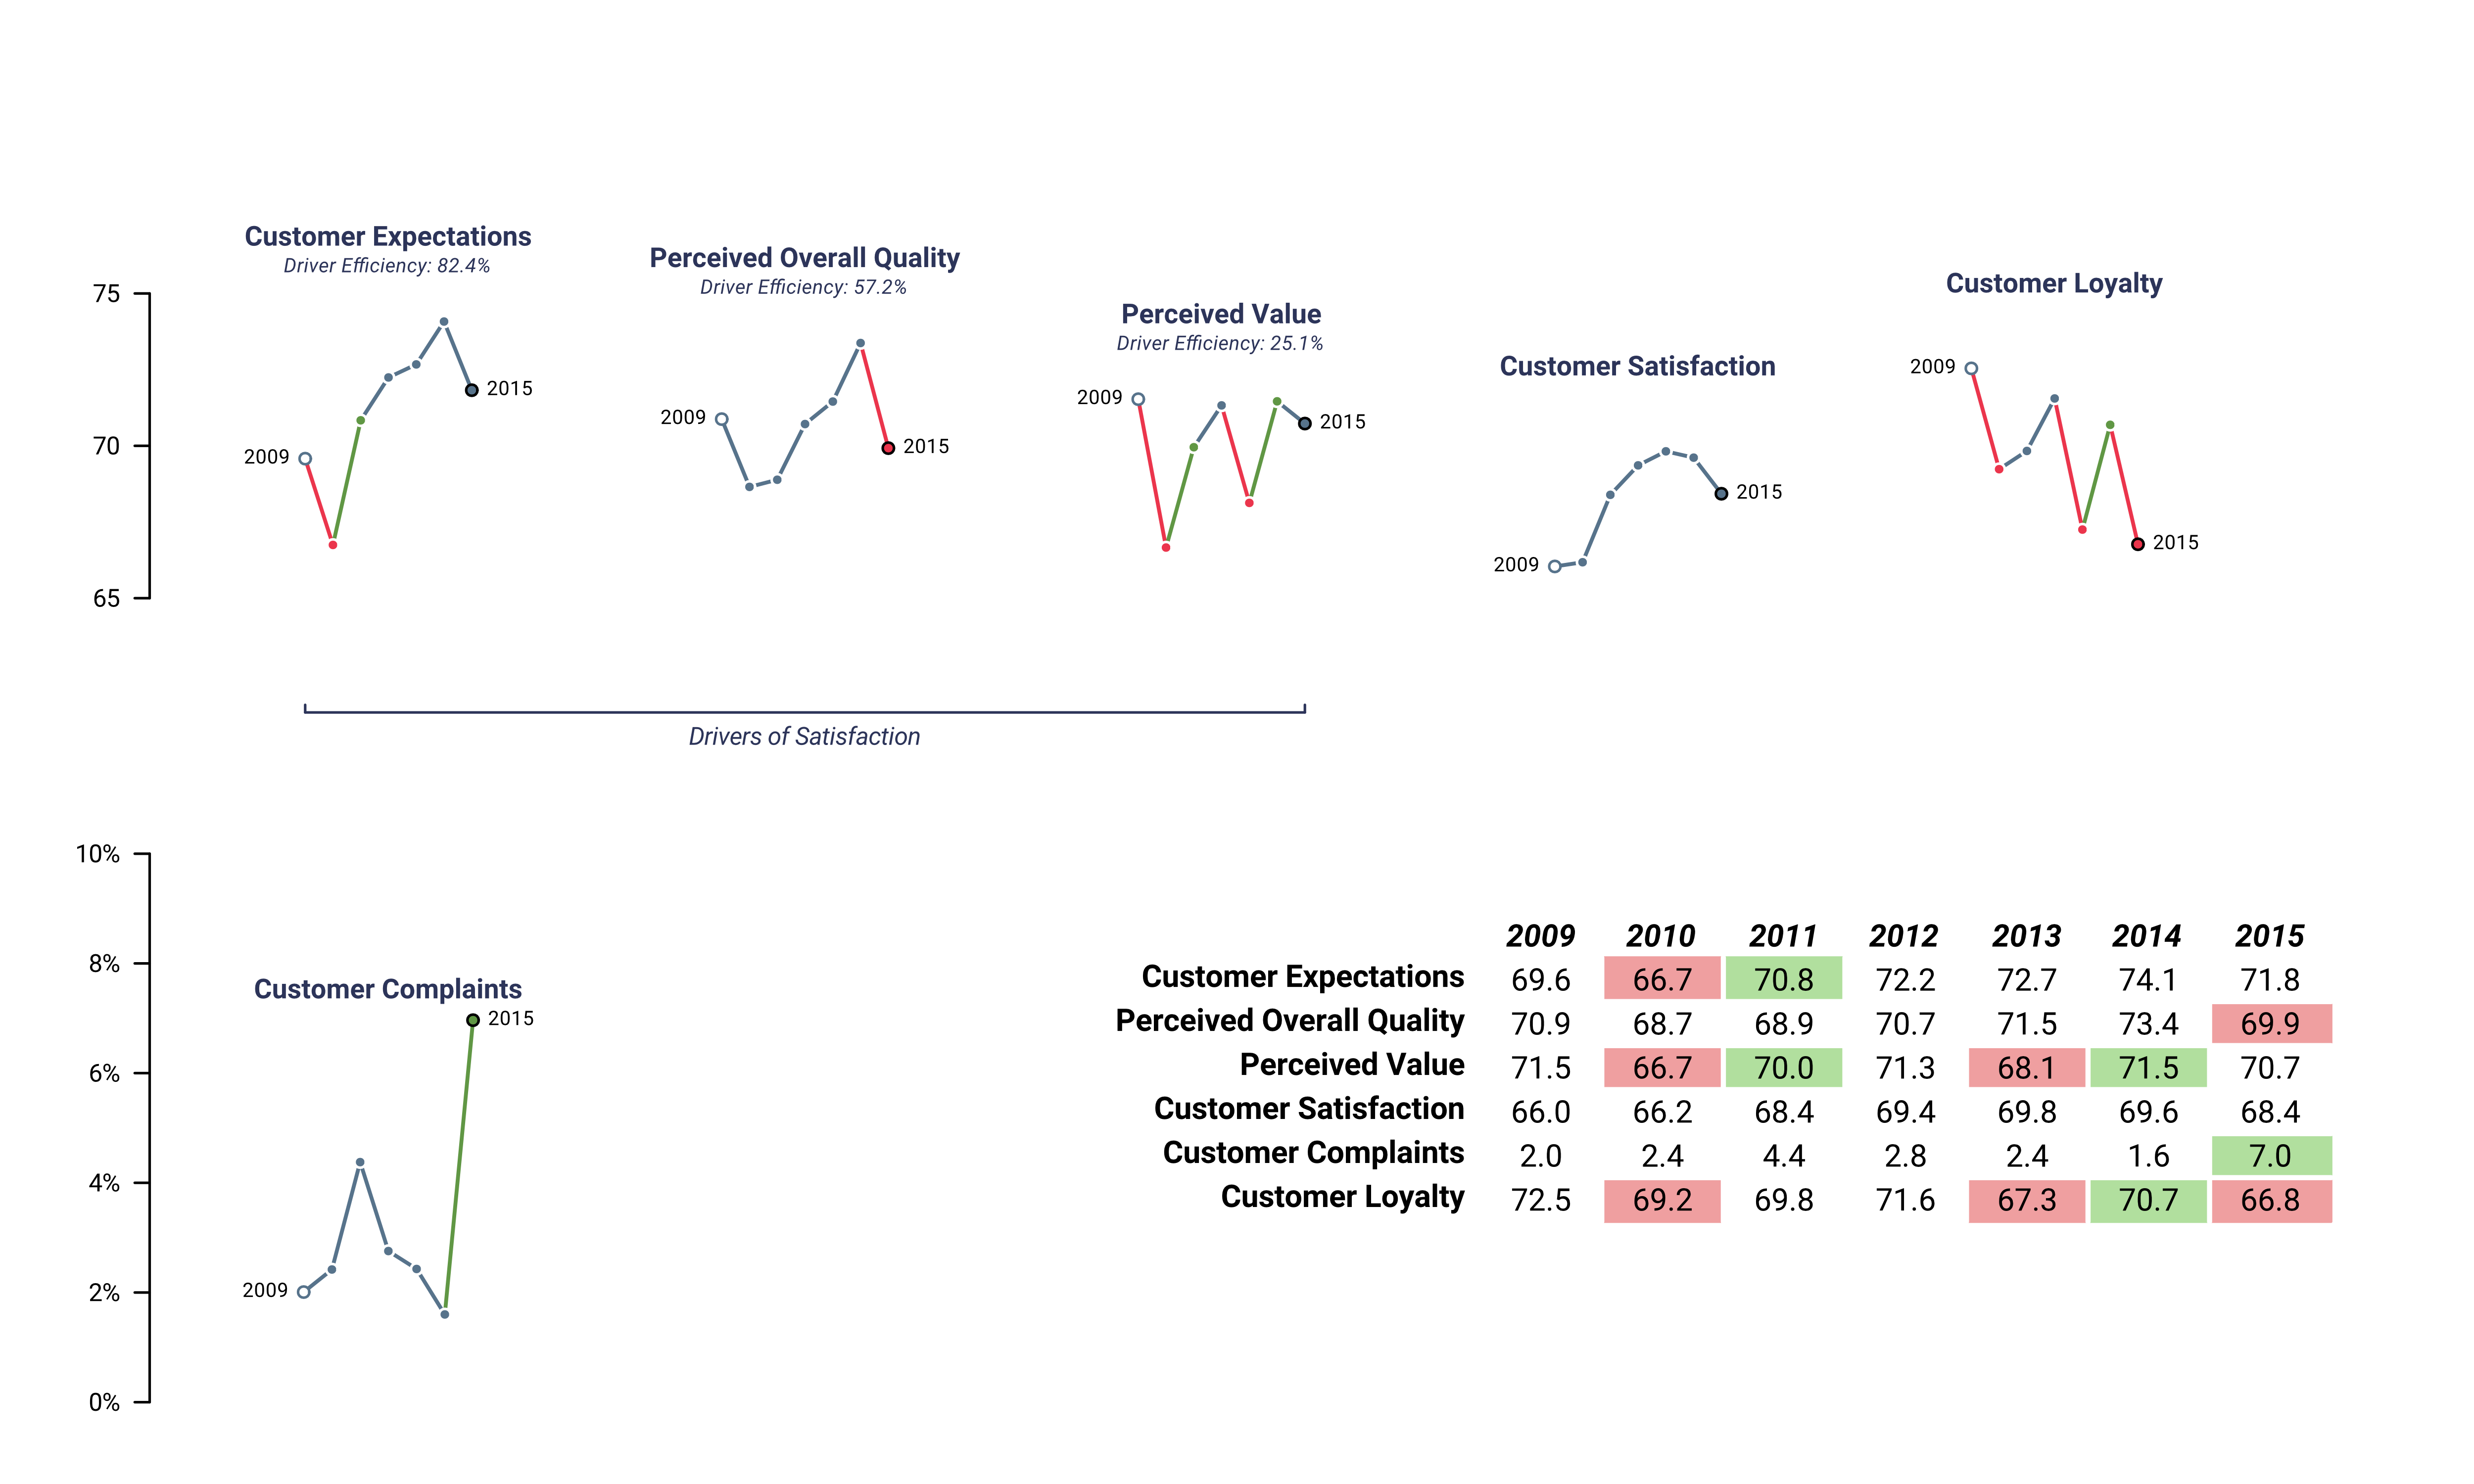 Customer Expectations
Driver Efficiency: 82.4%
Perceived Overall Quality
Driver Efficiency: 57.2%
Perceived Value
Driver Efficiency: 25.1%
Customer Satisfaction
Customer Loyalty
75
70
65
2009
2015
2009
2015
2009
2015
2009
2015
2009
2015
Drivers of Satisfaction
10%
8%
6%
4%
2%
0%
Customer Complaints
2015
2009
2009 2010 2011 2012 2013 2014 2015
Customer Expectations 69.6 66.7 70.8 72.2 72.7 74.1 71.8
Perceived Overall Quality 70.9 68.7 68.9 70.7 71.5 73.4 69.9
Perceived Value 71.5 66.7 70.0 71.3 68.1 71.5 70.7
Customer Satisfaction 66.0 66.2 68.4 69.4 69.8 69.6 68.4
Customer Complaints 2.0 2.4 4.4 2.8 2.4 1.6 7.0
Customer Loyalty 72.5 69.2 69.8 71.6 67.3 70.7 66.8